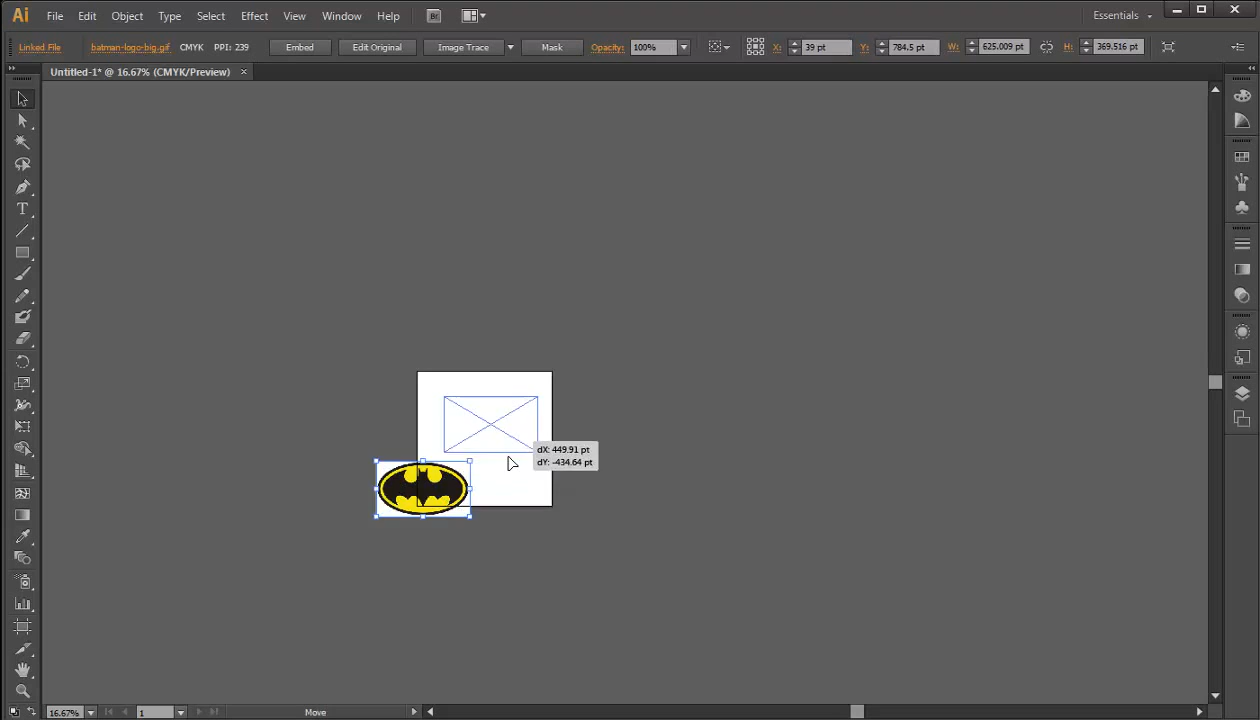 Ai File Edit Object Type Select Effect View Window Help Br Essentials
Linked File batman-logo-big.gif CMYK PPI: 239 Embed Edit Original Image Trace Mask Opacity: 100% X: 39 pt Y: 784.5 pt W: 625.009 pt H: 369.516 pt
Untitled-1* @ 16.67% (CMYK/Preview)
dX: 449.91 pt
dY: -434.64 pt
16.67% 1 Move